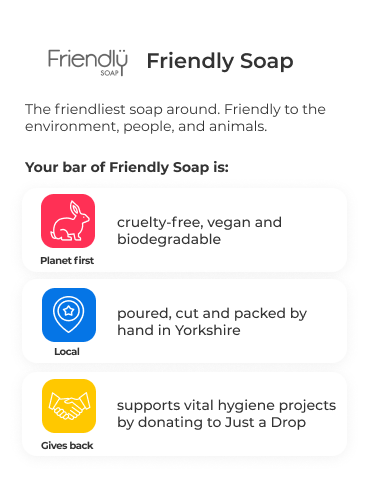 Friendlÿ
SOAP
Friendly Soap
The friendliest soap around. Friendly to the
environment, people, and animals.
Your bar of Friendly Soap is:
cruelty-free, vegan and
biodegradable
Planet first
poured, cut and packed by
hand in Yorkshire
Local
supports vital hygiene projects
by donating to Just a Drop
Gives back